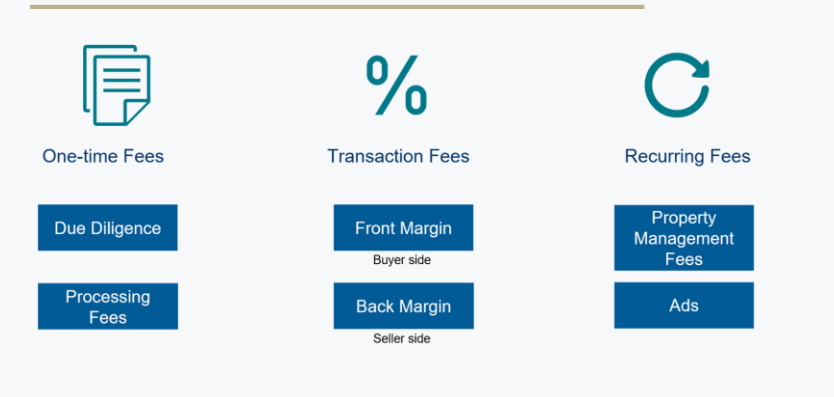 %
One-time Fees
Transaction Fees
Recurring Fees
Due Diligence
Front Margin
Buyer side
Property
Management
Fees
Processing
Fees
Back Margin
Seller side
Ads